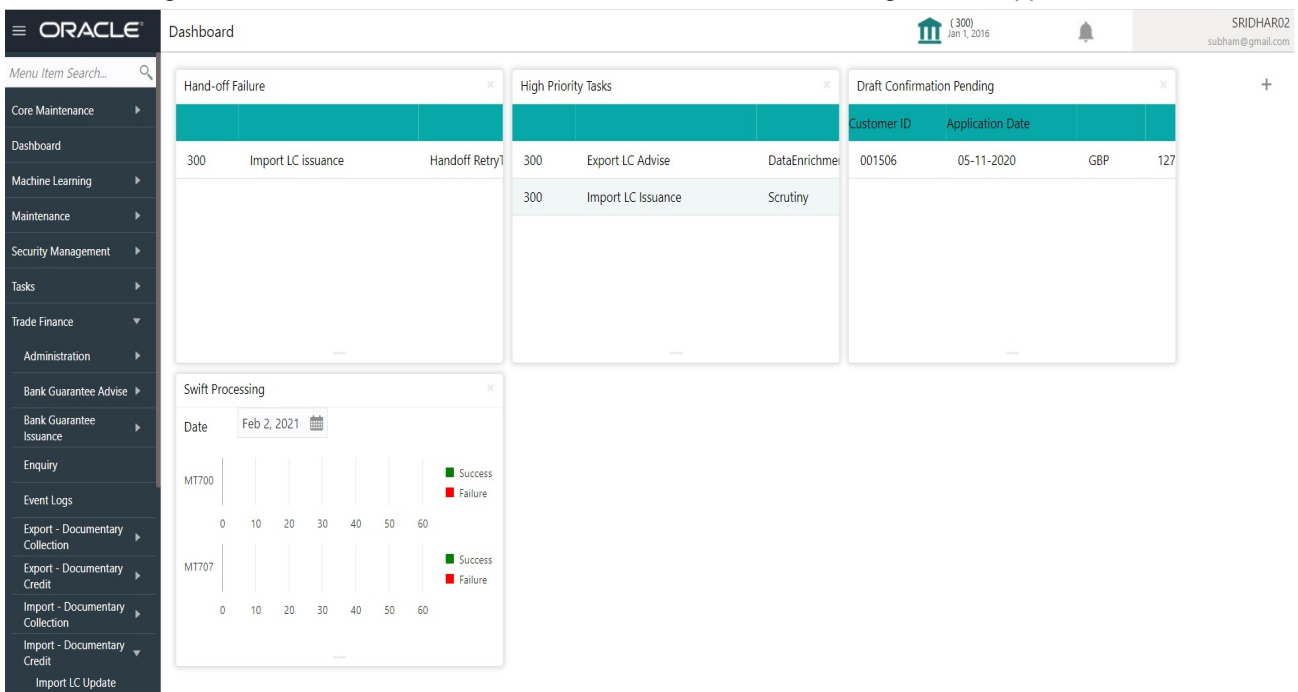 ORACLE
Dashboard
( 300)
Jan 1, 2016
SRIDHAR02
subham@gmail.com
Menu Item Search...
Core Maintenance
Dashboard
Machine Learning
Maintenance
Security Management
Tasks
Trade Finance
Administration
Bank Guarantee Advise
Bank Guarantee
Issuance
Enquiry
Event Logs
Export - Documentary
Collection
Export - Documentary
Credit
Import - Documentary
Collection
Import - Documentary
Credit
Import LC Update
Hand-off Failure
300 Import LC issuance Handoff RetryT
High Priority Tasks
300 Export LC Advise DataEnrichme
300 Import LC Issuance Scrutiny
Draft Confirmation Pending
Customer ID Application Date
001506 05-11-2020 GBP 127
Swift Processing
Date Feb 2, 2021
MT700
Success
Failure
0 10 20 30 40 50 60
MT707
Success
Failure
0 10 20 30 40 50 60